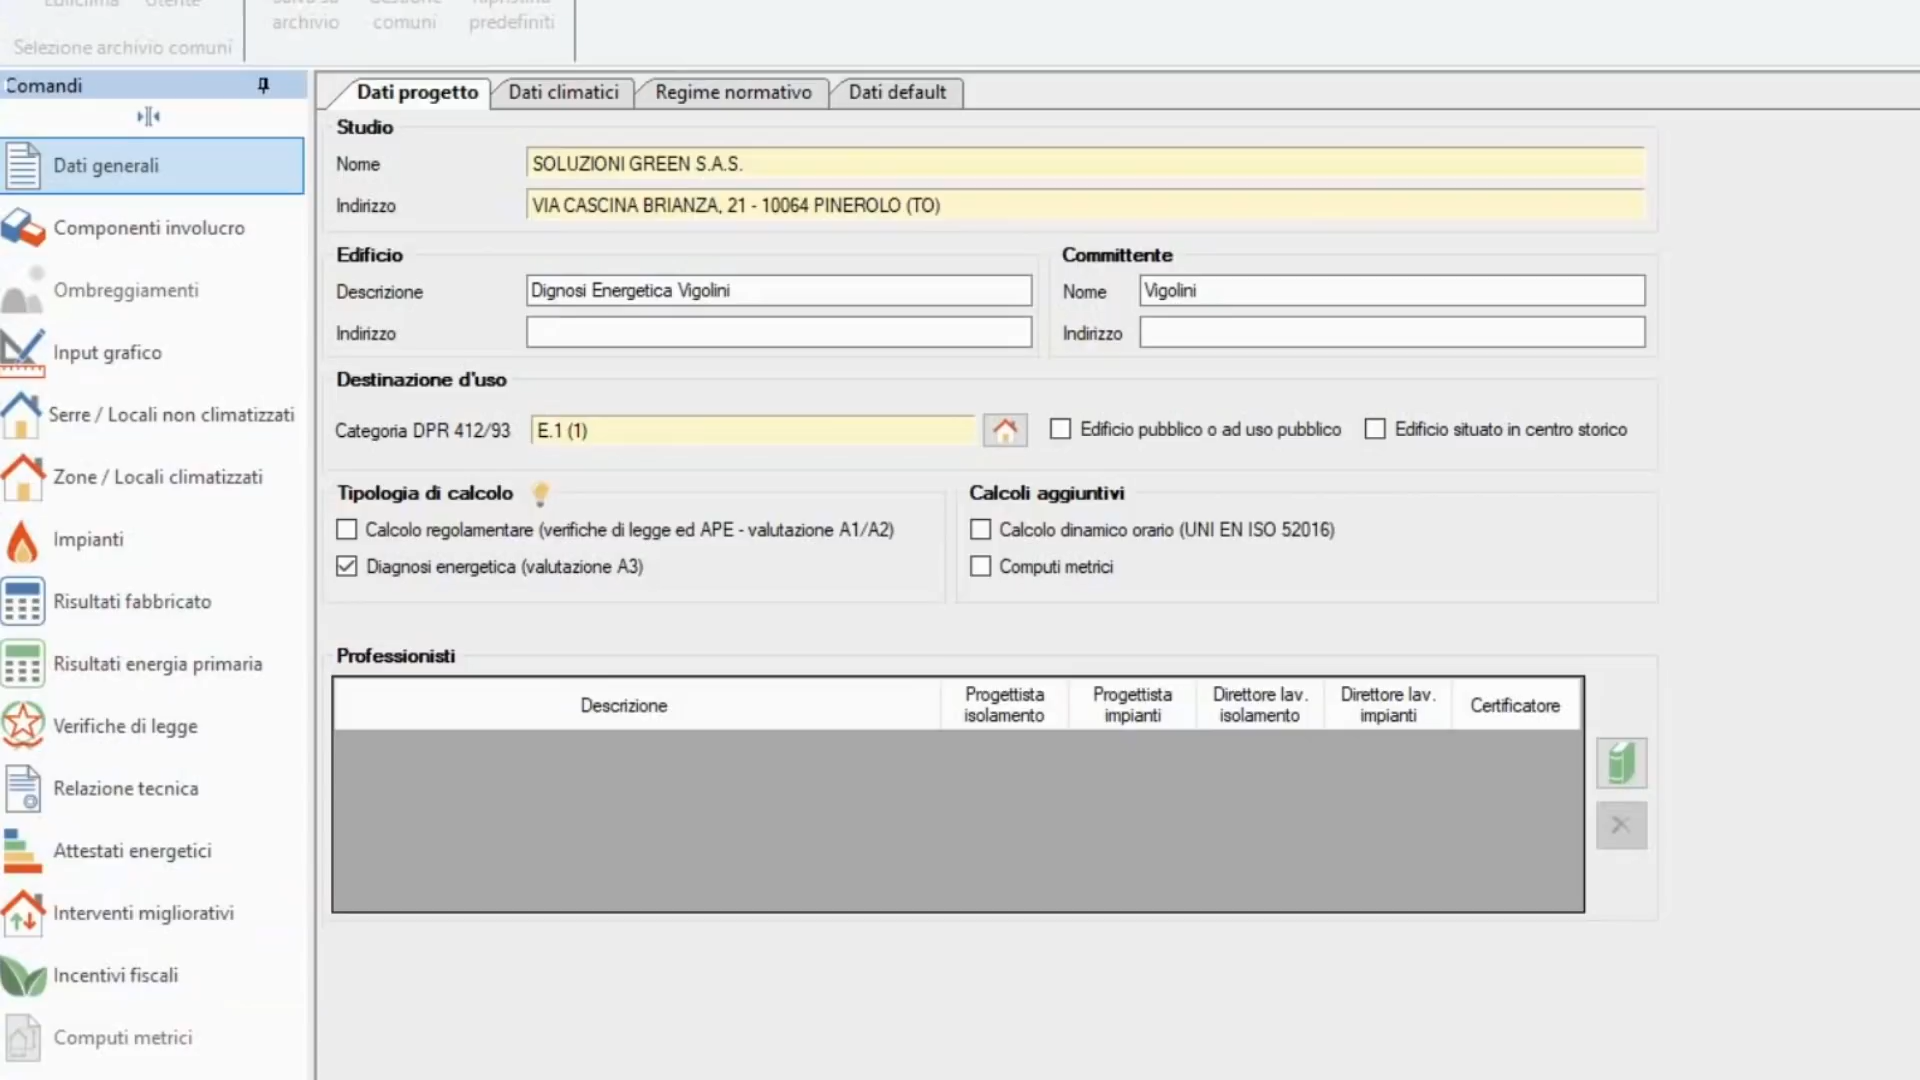 Edilclima Utente
Salva su Gestione Ripristina
archivio comuni predefiniti
Selezione archivio comuni
Comandi
Dati generali
Componenti involucro
Ombreggiamenti
Input grafico
Serre / Locali non climatizzati
Zone / Locali climatizzati
Impianti
Risultati fabbricato
Risultati energia primaria
Verifiche di legge
Relazione tecnica
Attestati energetici
Interventi migliorativi
Incentivi fiscali
Computi metrici
Dati progetto Dati climatici Regime normativo Dati default
Studio
Nome SOLUZIONI GREEN S.A.S.
Indirizzo VIA CASCINA BRIANZA, 21 - 10064 PINEROLO (TO)
Edificio
Descrizione Dignosi Energetica Vigolini
Indirizzo
Committente
Nome Vigolini
Indirizzo
Destinazione d'uso
Categoria DPR 412/93 E.1 (1) Edificio pubblico o ad uso pubblico Edificio situato in centro storico
Tipologia di calcolo
Calcolo regolamentare (verifiche di legge ed APE - valutazione A1/A2)
Diagnosi energetica (valutazione A3)
Calcoli aggiuntivi
Calcolo dinamico orario (UNI EN ISO 52016)
Computi metrici
Professionisti
Descrizione
Progettista
isolamento
Progettista
impianti
Direttore lav.
isolamento
Direttore lav.
impianti
Certificatore